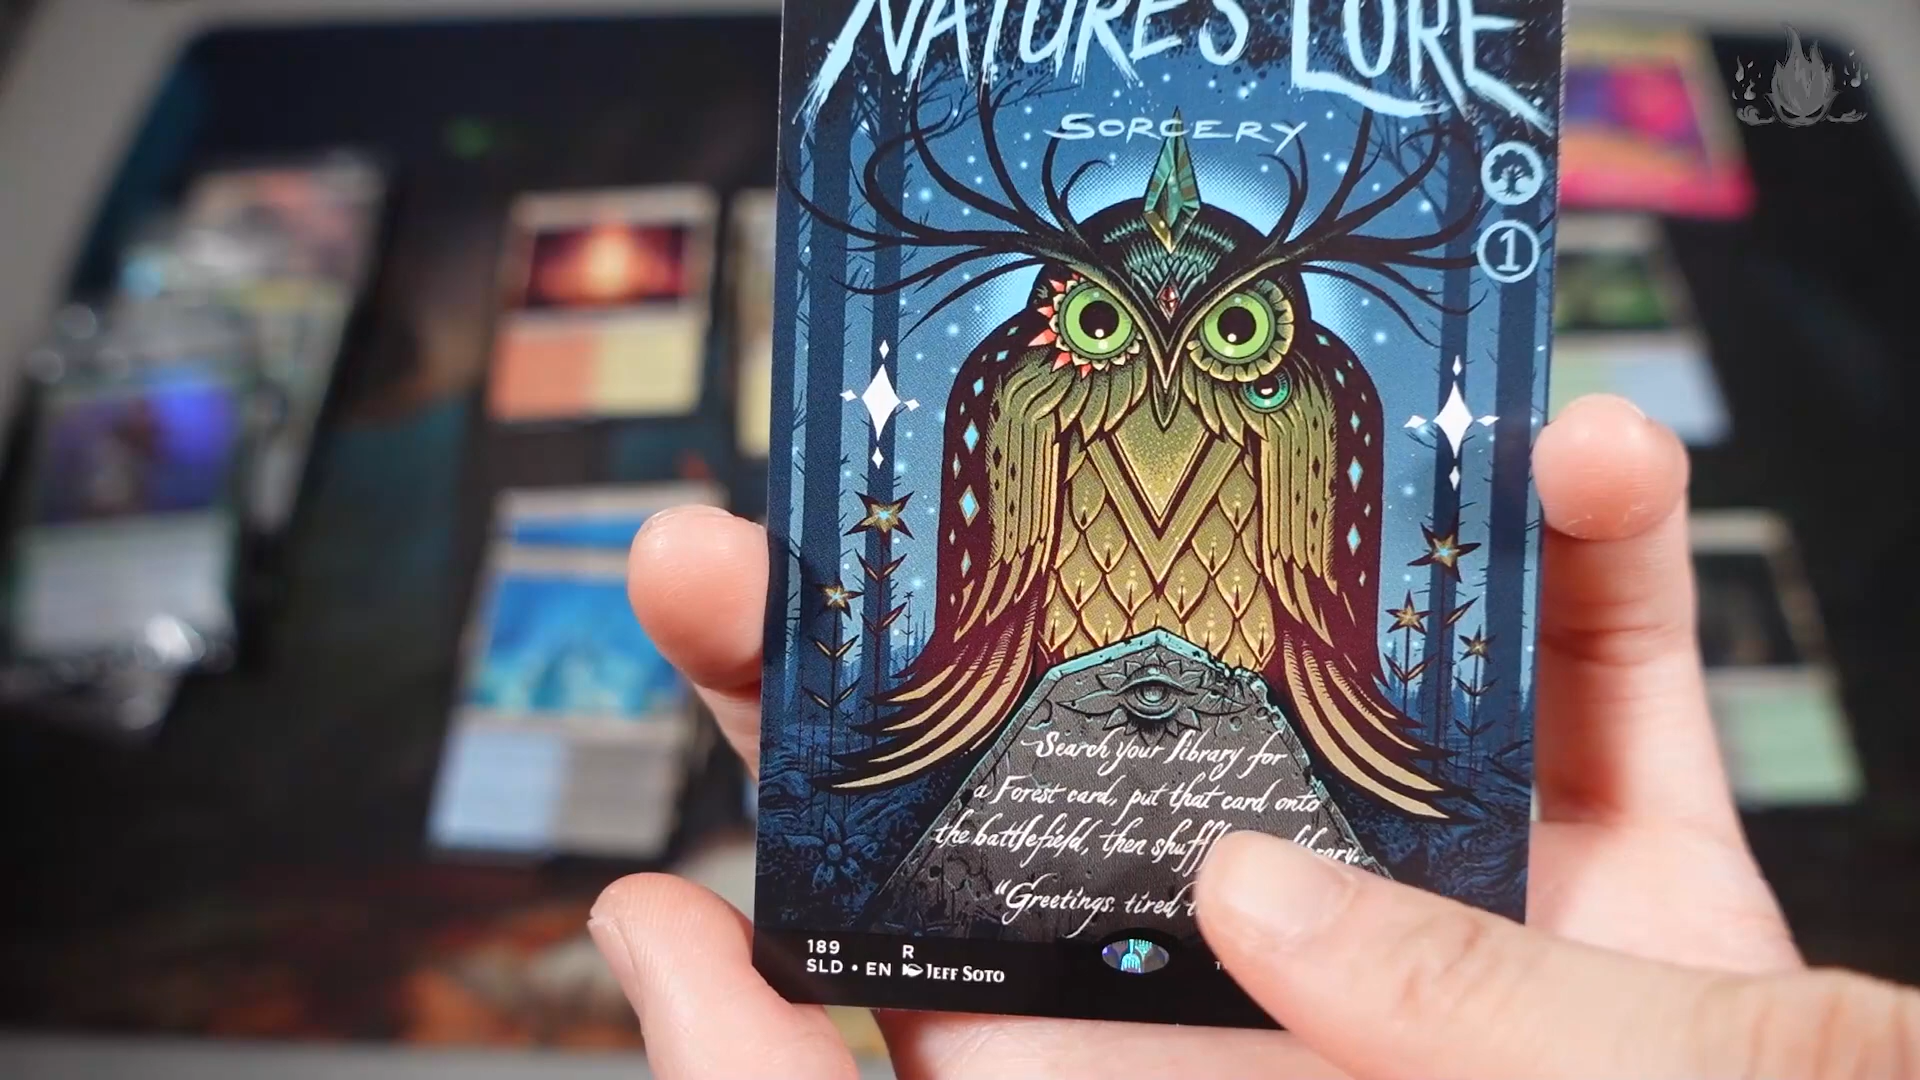 NATURE'S LORE
SORCERY
1
Search your library for
a Forest card, put that card onto
the battlefield, then
"Greetings, tired
189 R
SLD • EN JEFF SOTO